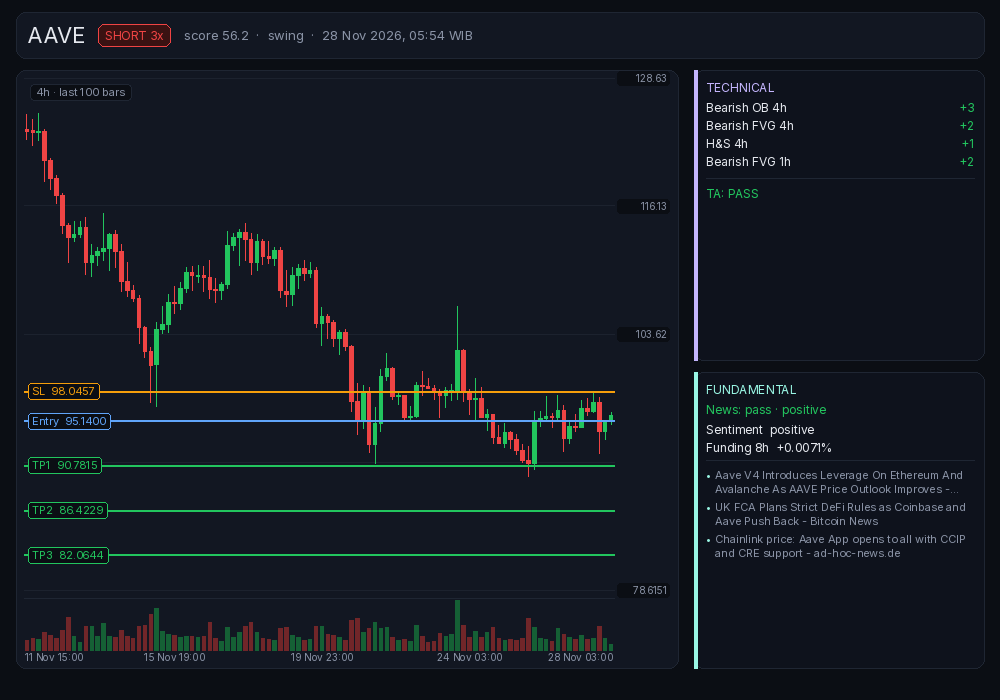 AAVE
SHORT 3x
score 56.2 · swing · 28 Nov 2026, 05:54 WIB
4h · last 100 bars
128.63
116.13
103.62
SL 98.0457
Entry 95.1400
TP1 90.7815
TP2 86.4229
TP3 82.0644
78.6151
11 Nov 15:00
15 Nov 19:00
19 Nov 23:00
24 Nov 03:00
28 Nov 03:00
TECHNICAL
Bearish OB 4h +3
Bearish FVG 4h +2
H&S 4h +1
Bearish FVG 1h +2
TA: PASS
FUNDAMENTAL
News: pass · positive
Sentiment positive
Funding 8h +0.0071%
• Aave V4 Introduces Leverage On Ethereum And
Avalanche As AAVE Price Outlook Improves -...
• UK FCA Plans Strict DeFi Rules as Coinbase and
Aave Push Back - Bitcoin News
• Chainlink price: Aave App opens to all with CCIP
and CRE support - ad-hoc-news.de